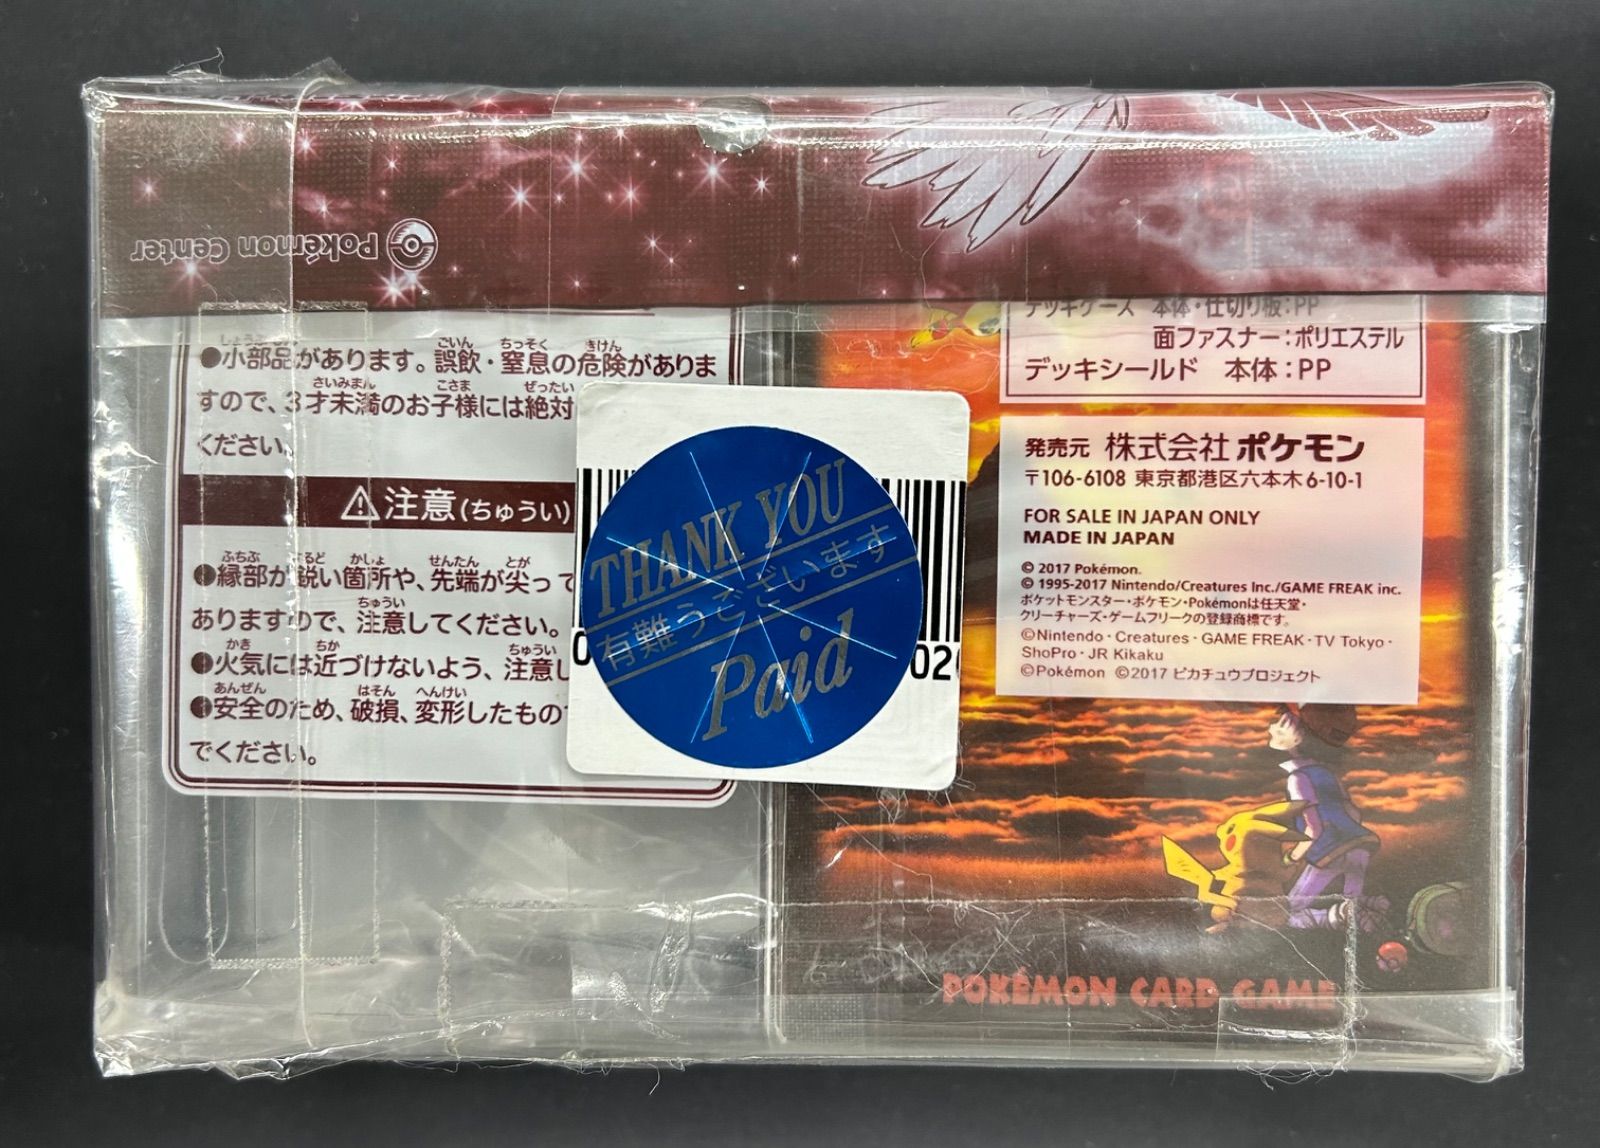 Pokémon Center
●小部品があります。誤飲・窒息の危険がありま
すので、3才未満のお子様には絶対
ください。
⚠注意(ちゅうい)
●縁部が鋭い箇所や、先端が尖って
ありますので、注意してください。
●火気には近づけないよう、注意し
●安全のため、破損、変形したもの
でください。
THANK YOU
有難うございます
Paid
0
02
デッキケース 本体・仕切り板:PP
面ファスナー:ポリエステル
デッキシールド 本体:PP
発売元 株式会社 ポケモン
〒106-6108 東京都港区六本木6-10-1
FOR SALE IN JAPAN ONLY
MADE IN JAPAN
© 2017 Pokémon.
© 1995-2017 Nintendo/Creatures Inc./GAME FREAK inc.
ポケットモンスター・ポケモン・Pokémonは任天堂・
クリーチャーズ・ゲームフリークの登録商標です。
©Nintendo・Creatures・GAME FREAK・TV Tokyo・
ShoPro・JR Kikaku
©Pokémon ©2017 ピカチュウプロジェクト
POKÉMON CARD GAME